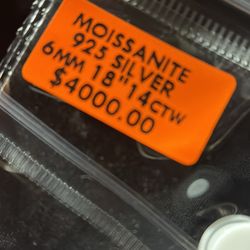 MOISSANITE
925 SILVER
6MM 18" 14CTW
$4000.00